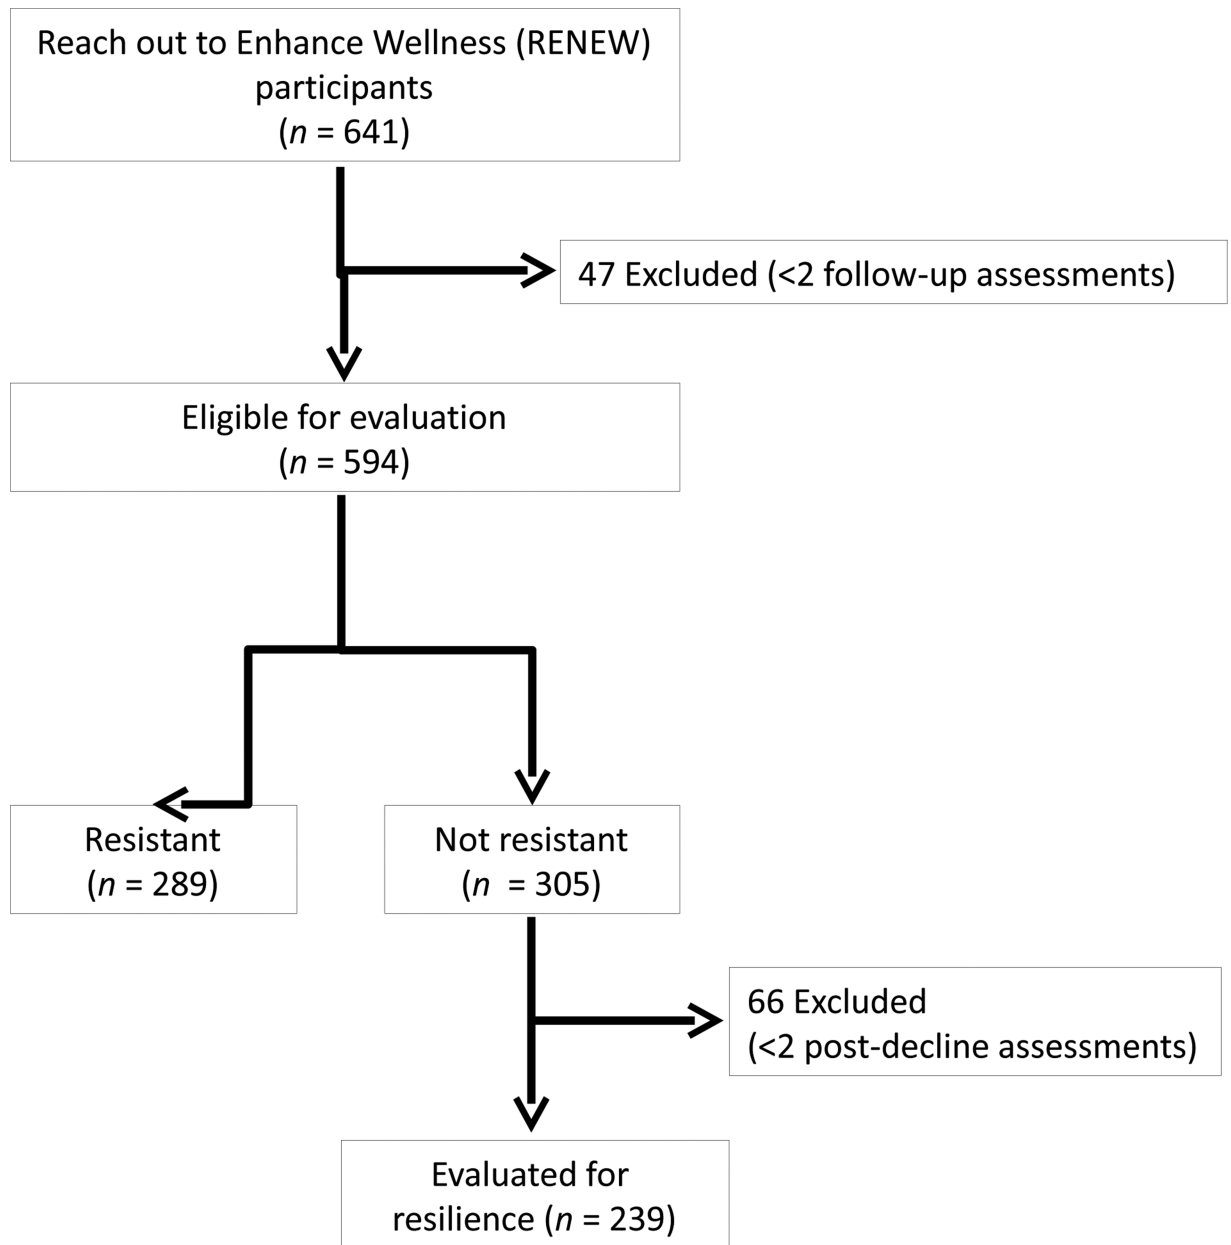 Reach out to Enhance Wellness (RENEW)
participants
(n = 641)
47 Excluded (<2 follow-up assessments)
Eligible for evaluation
(n = 594)
Resistant
(n = 289)
Not resistant
(n  = 305)
66 Excluded
(<2 post-decline assessments)
Evaluated for
resilience (n = 239)